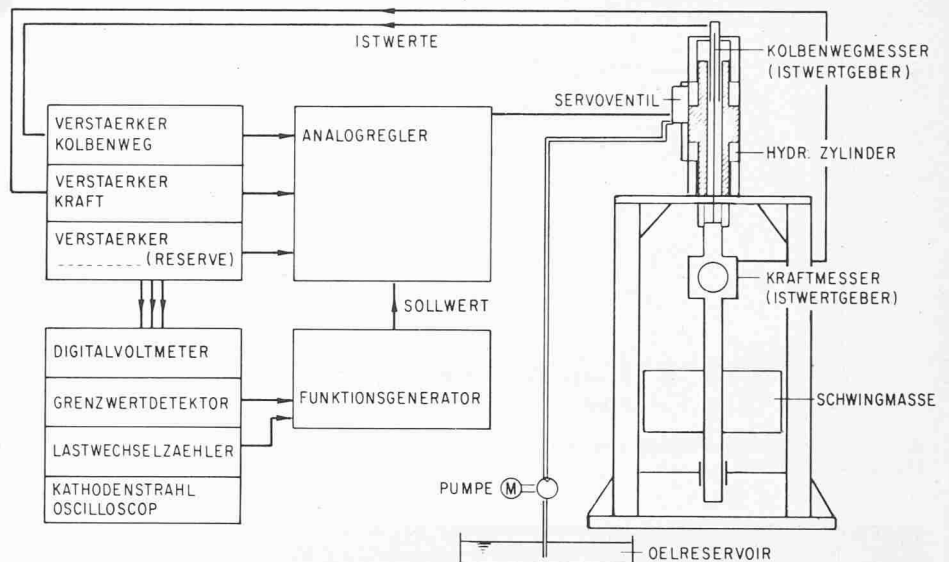 ISTWERTE
KOLBENWEGMESSER
(ISTWERTGEBER)
SERVOVENTIL
HYDR. ZYLINDER
VERSTAERKER
KOLBENWEG
VERSTAERKER
KRAFT
VERSTAERKER
________(RESERVE)
ANALOGREGLER
KRAFTMESSER
(ISTWERTGEBER)
SOLLWERT
DIGITALVOLTMETER
GRENZWERTDETEKTOR
LASTWECHSELZAEHLER
KATHODENSTRAHL
OSCILLOSCOP
FUNKTIONSGENERATOR
SCHWINGMASSE
PUMPE M
OELRESERVOIR